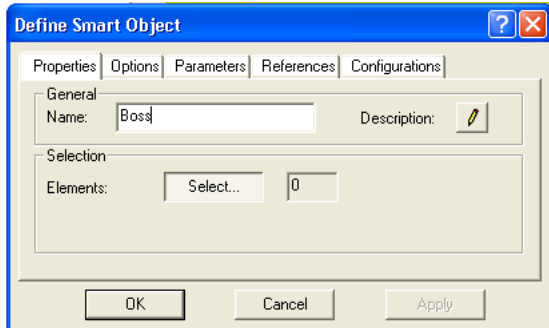 Define Smart Object
Properties Options Parameters References Configurations
General
Name: Boss Description:
Selection
Elements: Select... 0
OK Cancel Apply